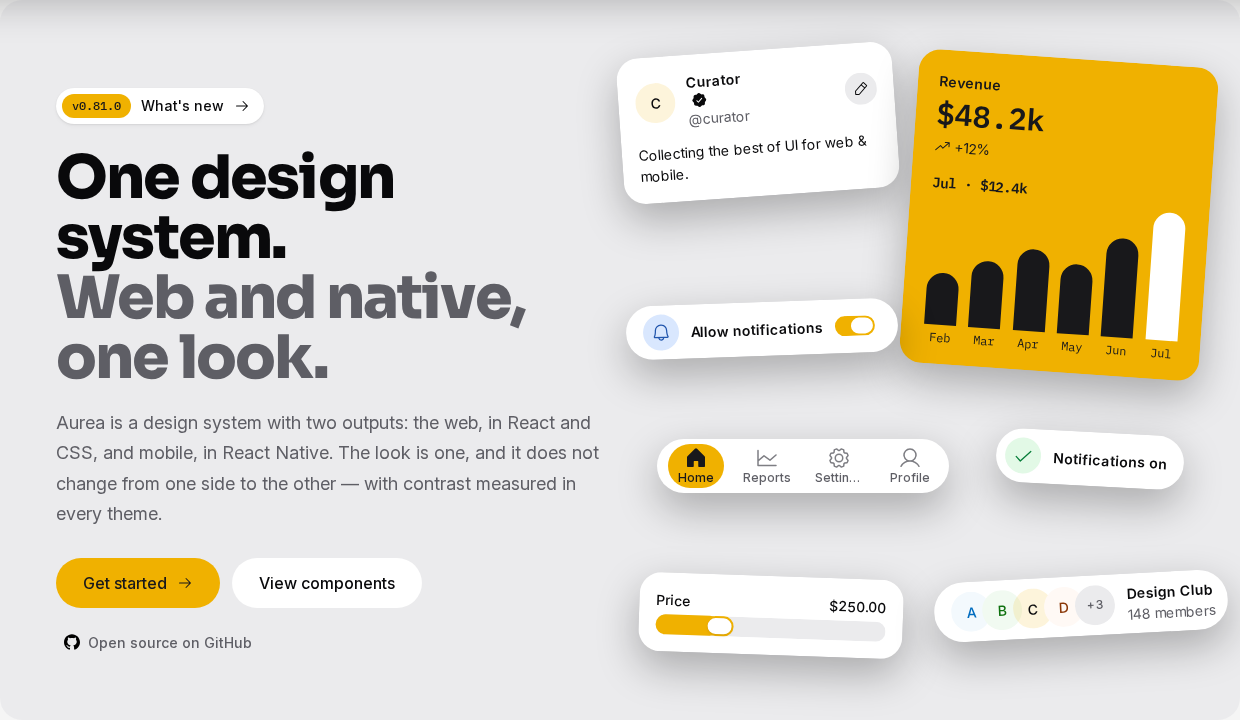 v0.81.0 What's new
One design
system.
Web and native,
one look.
Aurea is a design system with two outputs: the web, in React and
CSS, and mobile, in React Native. The look is one, and it does not
change from one side to the other — with contrast measured in
every theme.
Get started
View components
Open source on GitHub
C
Curator
@curator
Collecting the best of UI for web &
mobile.
Revenue
$48.2k
+12%
Jul · $12.4k
Feb Mar Apr May Jun Jul
Allow notifications
Home Reports Settin... Profile
Notifications on
Price $250.00
A B C D +3
Design Club
148 members